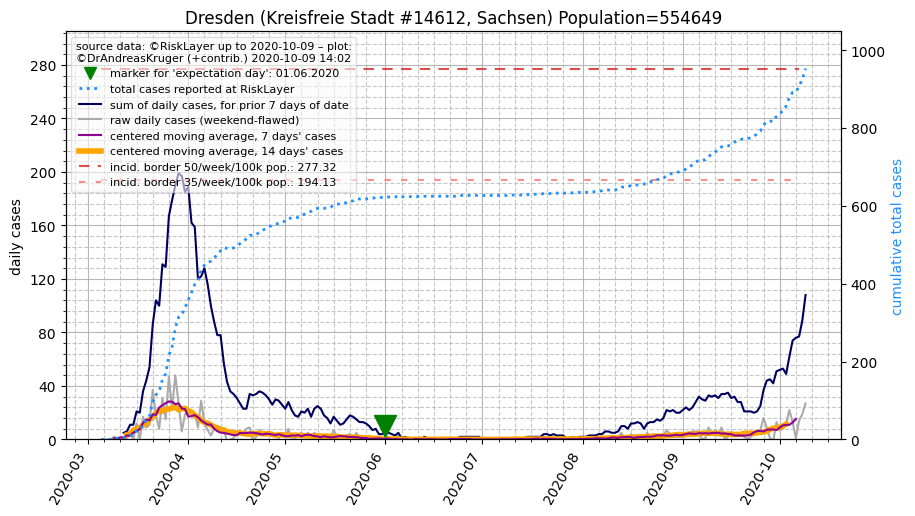 Dresden (Kreisfreie Stadt #14612, Sachsen) Population=554649
source data: ©RiskLayer up to 2020-10-09 – plot:
©DrAndreasKruger (+contrib.) 2020-10-09 14:02
marker for 'expectation day': 01.06.2020
total cases reported at RiskLayer
sum of daily cases, for prior 7 days of date
raw daily cases (weekend-flawed)
centered moving average, 7 days' cases
centered moving average, 14 days' cases
incid. border 50/week/100k pop.: 277.32
incid. border 35/week/100k pop.: 194.13
daily cases
280
240
200
160
120
80
40
0
cumulative total cases
1000
800
600
400
200
0
2020-03
2020-04
2020-05
2020-06
2020-07
2020-08
2020-09
2020-10